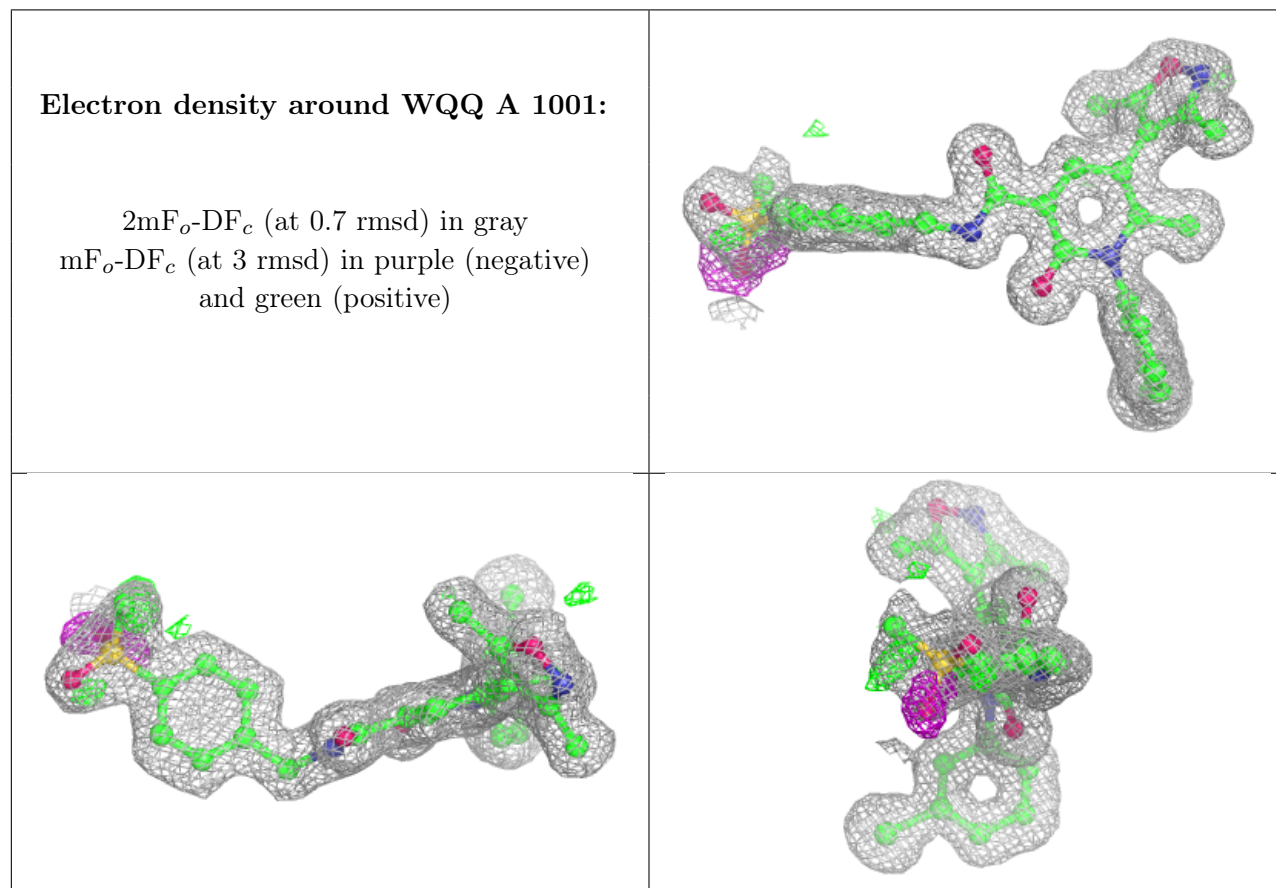 Electron density around WQQ A 1001:
2mFo-DFc (at 0.7 rmsd) in gray
mFo-DFc (at 3 rmsd) in purple (negative)
and green (positive)